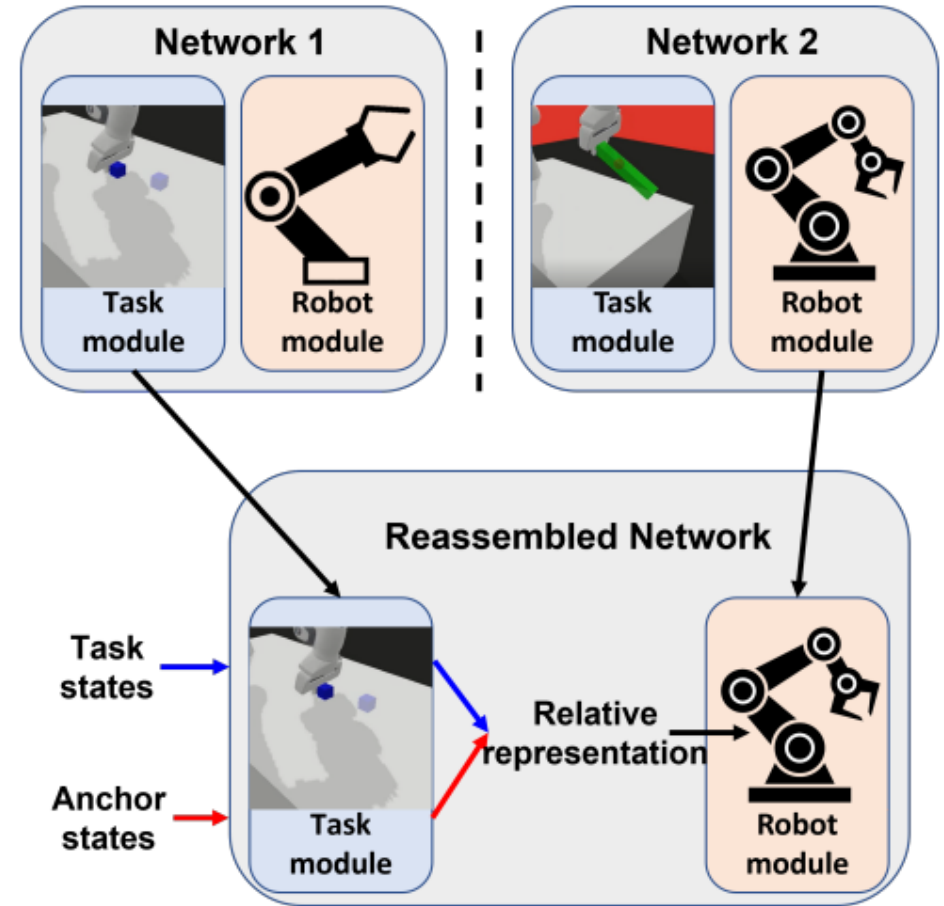 Network 1
Task
module
Robot
module
Network 2
Task
module
Robot
module
Reassembled Network
Task
states
Anchor
states
Task
module
Relative
representation
Robot
module